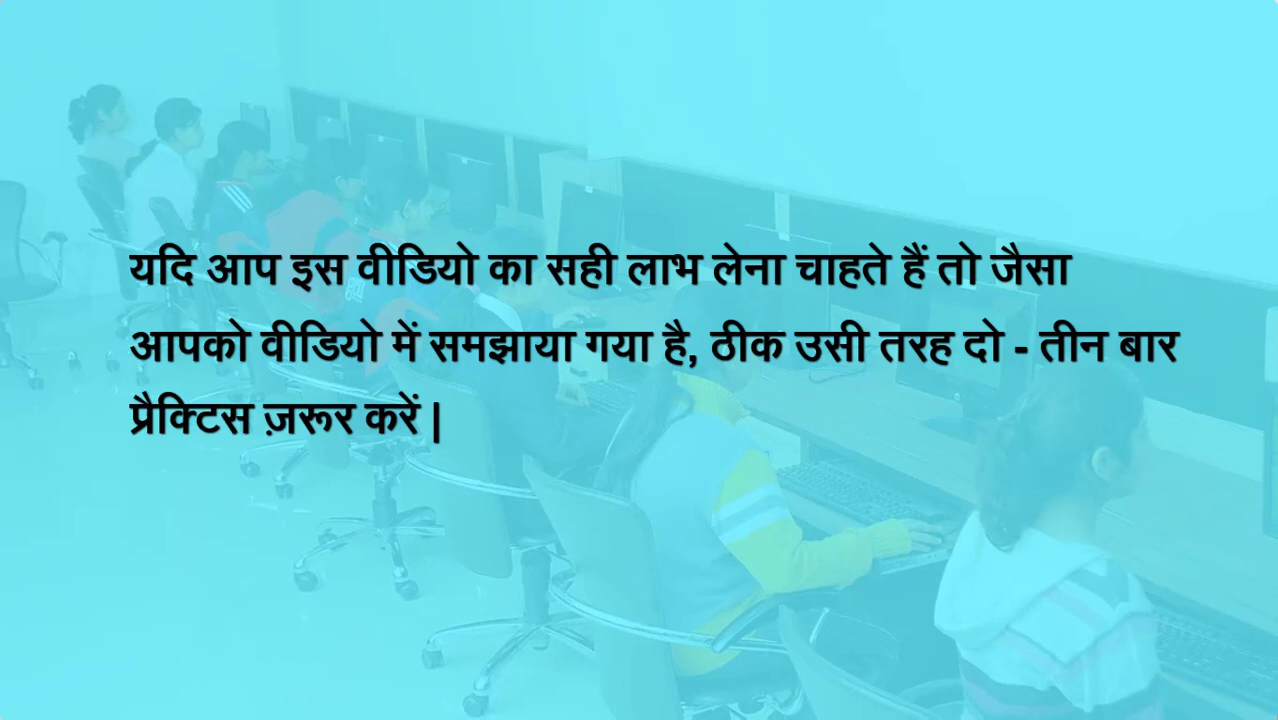 यदि आप इस वीडियो का सही लाभ लेना चाहते हैं तो जैसा
आपको वीडियो में समझाया गया है, ठीक उसी तरह दो - तीन बार
प्रैक्टिस ज़रूर करें |